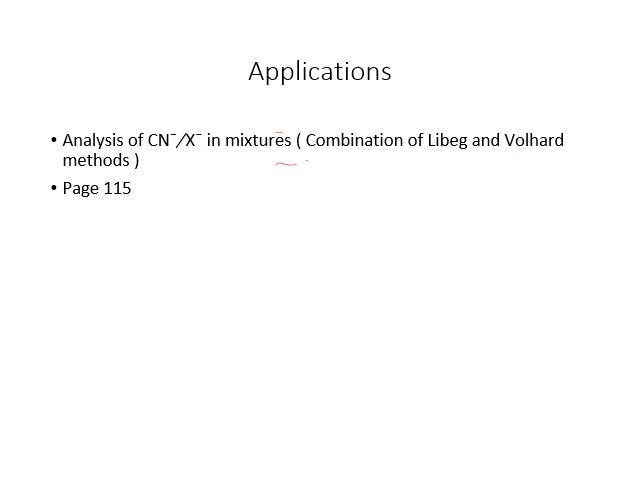 Applications
• Analysis of CN⁻/X⁻ in mixtures ( Combination of Libeg and Volhard
methods )
• Page 115